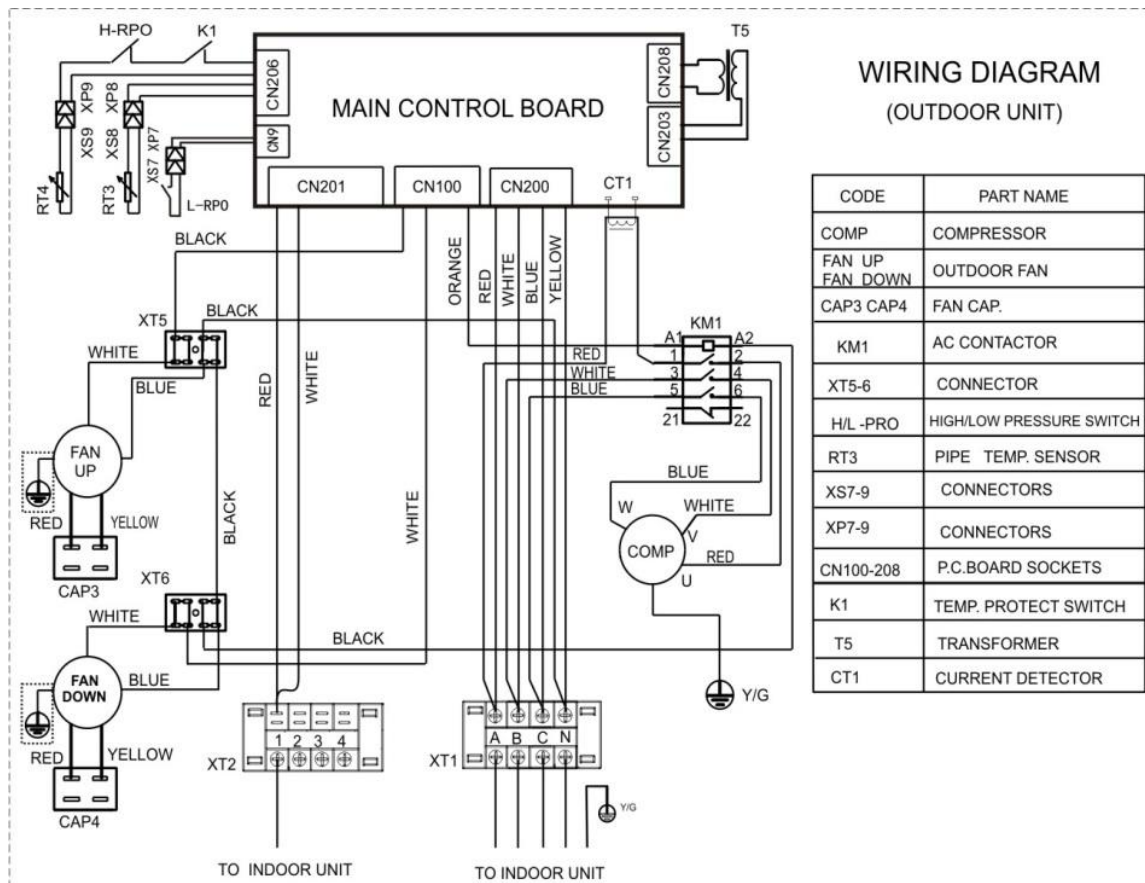 H-RPO K1
T5
CN206
CN208
WIRING DIAGRAM
(OUTDOOR UNIT)
MAIN CONTROL BOARD
XP9 XP8
XS9 XS8 XP7
XS7
CN9
CN203
RT4 RT3 L-RPO
CN201 CN100 CN200 CT1
BLACK
ORANGE RED WHITE BLUE YELLOW
BLACK
XT5
WHITE
BLUE
RED WHITE
KM1
A1 A2
RED 1 2
WHITE 3 4
BLUE 5 6
21 22
FAN
UP
RED YELLOW
CAP3
BLACK
WHITE
BLUE
W
WHITE
V
COMP
RED
U
Y/G
XT6
WHITE
BLACK
FAN
DOWN
BLUE
RED YELLOW
CAP4
1 2 3 4
XT2
A B C N
XT1
Y/G
TO INDOOR UNIT
TO INDOOR UNIT
CODE PART NAME
COMP COMPRESSOR
FAN UP
FAN DOWN OUTDOOR FAN
CAP3 CAP4 FAN CAP.
KM1 AC CONTACTOR
XT5-6 CONNECTOR
H/L -PRO HIGH/LOW PRESSURE SWITCH
RT3 PIPE TEMP. SENSOR
XS7-9 CONNECTORS
XP7-9 CONNECTORS
CN100-208 P.C.BOARD SOCKETS
K1 TEMP. PROTECT SWITCH
T5 TRANSFORMER
CT1 CURRENT DETECTOR